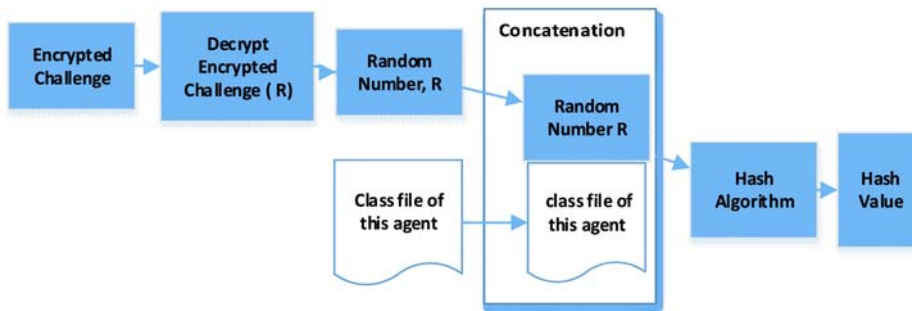 Encrypted
Challenge
Decrypt
Encrypted
Challenge ( R)
Random
Number, R
Concatenation
Random
Number R
Class file of
this agent
class file of
this agent
Hash
Algorithm
Hash
Value